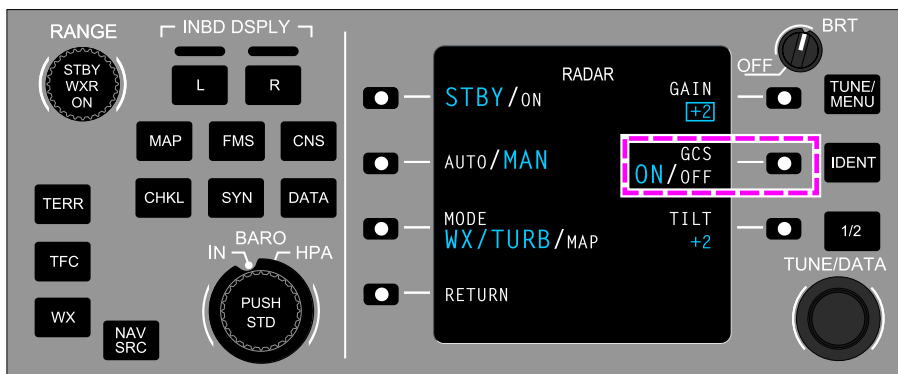 RANGE
STBY
WXR
ON
INBD DSPLY
L
R
MAP
FMS
CNS
CHKL
SYN
DATA
TERR
TFC
WX
NAV
SRC
BARO
IN
HPA
PUSH
STD
RADAR
STBY/ON
GAIN
+2
AUTO/MAN
GCS
ON/OFF
MODE
WX/TURB/MAP
TILT
+2
RETURN
BRT
OFF
TUNE/
MENU
IDENT
1/2
TUNE/DATA